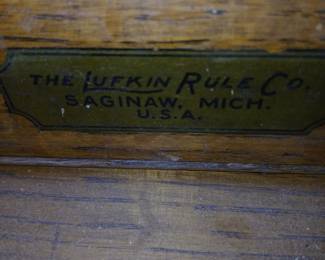 THE LUFKIN RULE CO.
SAGINAW, MICH.
U.S.A.